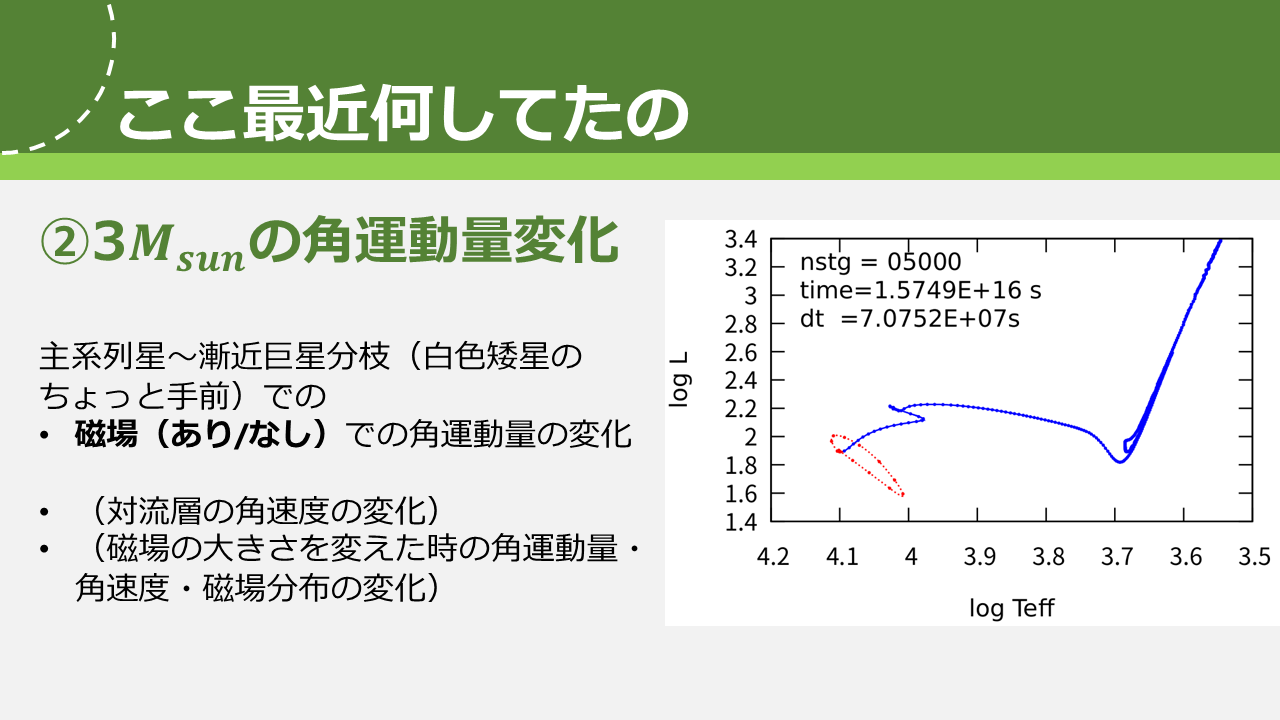 ここ最近何してたの
②3Msunの角運動量変化
主系列星～漸近巨星分枝（白色矮星の
ちょっと手前）での
• 磁場（あり/なし）での角運動量の変化
• （対流層の角速度の変化）
• （磁場の大きさを変えた時の角運動量・
角速度・磁場分布の変化）
nstg = 05000
time=1.5749E+16 s
dt =7.0752E+07s
log L
3.4
3.2
3
2.8
2.6
2.4
2.2
2
1.8
1.6
1.4
4.2 4.1 4 3.9 3.8 3.7 3.6 3.5
log Teff